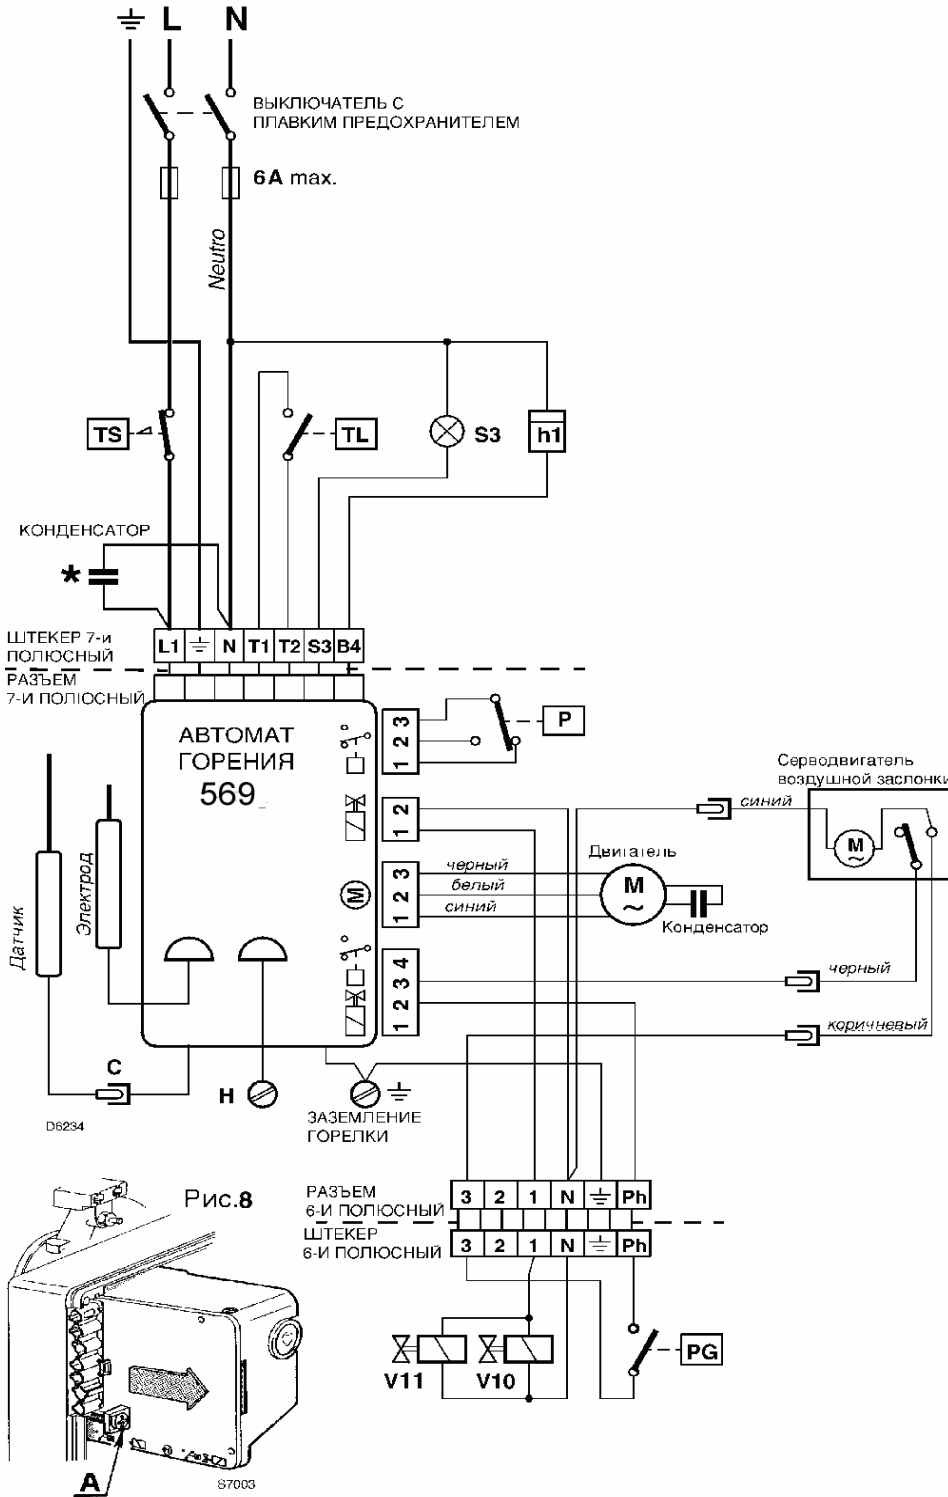 L N
ВЫКЛЮЧАТЕЛЬ С
ПЛАВКИМ ПРЕДОХРАНИТЕЛЕМ
6A max.
Neutro
TS
TL
S3
h1
КОНДЕНСАТОР
*
ШТЕКЕР 7-и
ПОЛЮСНЫЙ
L1 N T1 T2 S3 B4
РАЗЪЕМ
7-И ПОЛЮСНЫЙ
АВТОМАТ
ГОРЕНИЯ
569
1 2 3
P
Серводвигатель
воздушной заслонки
1 2
синий
M
~
Двигатель
M
1 2 3
черный
белый
синий
M
~
Конденсатор
Датчик
Электрод
1 2 3 4
черный
коричневый
C
H
ЗАЗЕМЛЕНИЕ
ГОРЕЛКИ
D6234
Рис.8
РАЗЪЕМ
6-И ПОЛЮСНЫЙ
3 2 1 N Ph
ШТЕКЕР
6-И ПОЛЮСНЫЙ
3 2 1 N Ph
V11
V10
PG
A
S7003